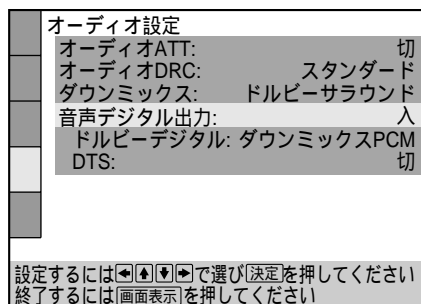 オーディオ設定
オーディオATT: 切
オーディオDRC: スタンダード
ダウンミックス: ドルビーサラウンド
音声デジタル出力: 入
ドルビーデジタル: ダウンミックスPCM
DTS: 切
設定するには←↑↓→で選び決定を押してください
終了するには画面表示を押してください